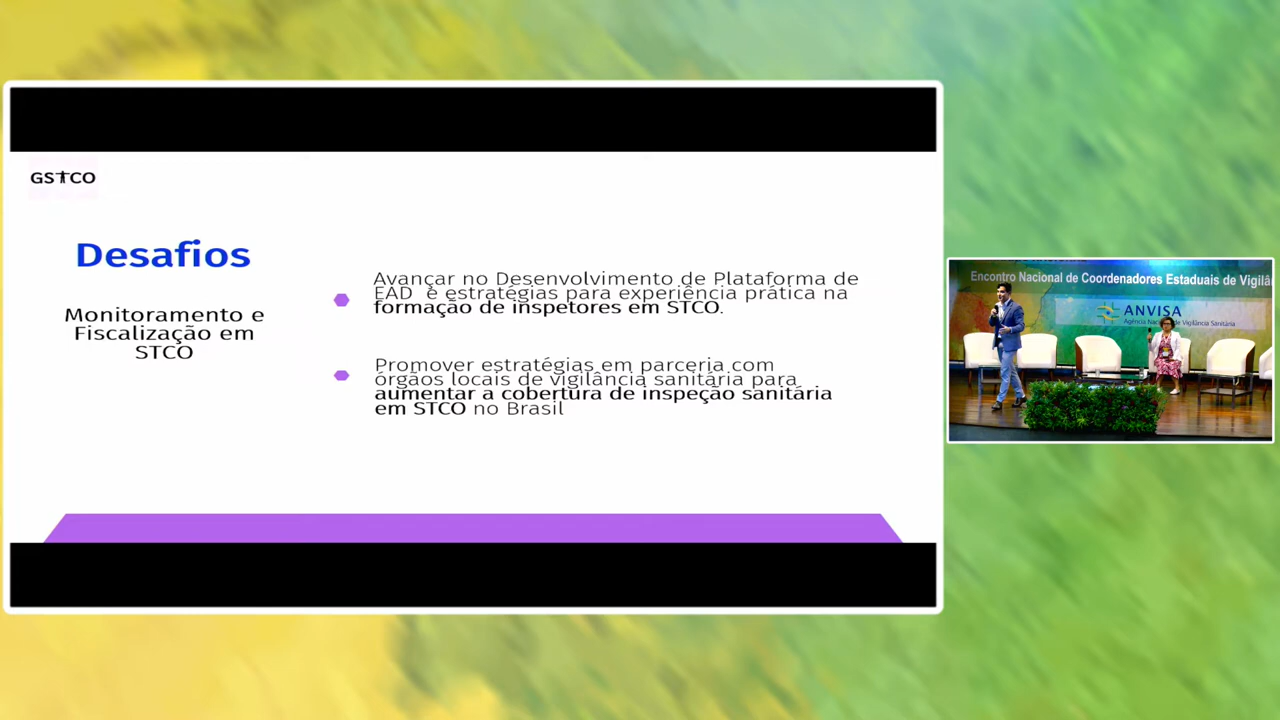 GSTCO
Desafios
Monitoramento e
Fiscalização em
STCO
Avançar no Desenvolvimento de Plataforma de
EAD e estratégias para experiência prática na
formação de inspetores em STCO.
Promover estratégias em parceria com
órgãos locais de vigilância sanitária para
aumentar a cobertura de inspeção sanitária
em STCO no Brasil
Encontro Nacional de Coordenadores Estaduais de Vigilâ
ANVISA
Agência Nacional de Vigilância Sanitária